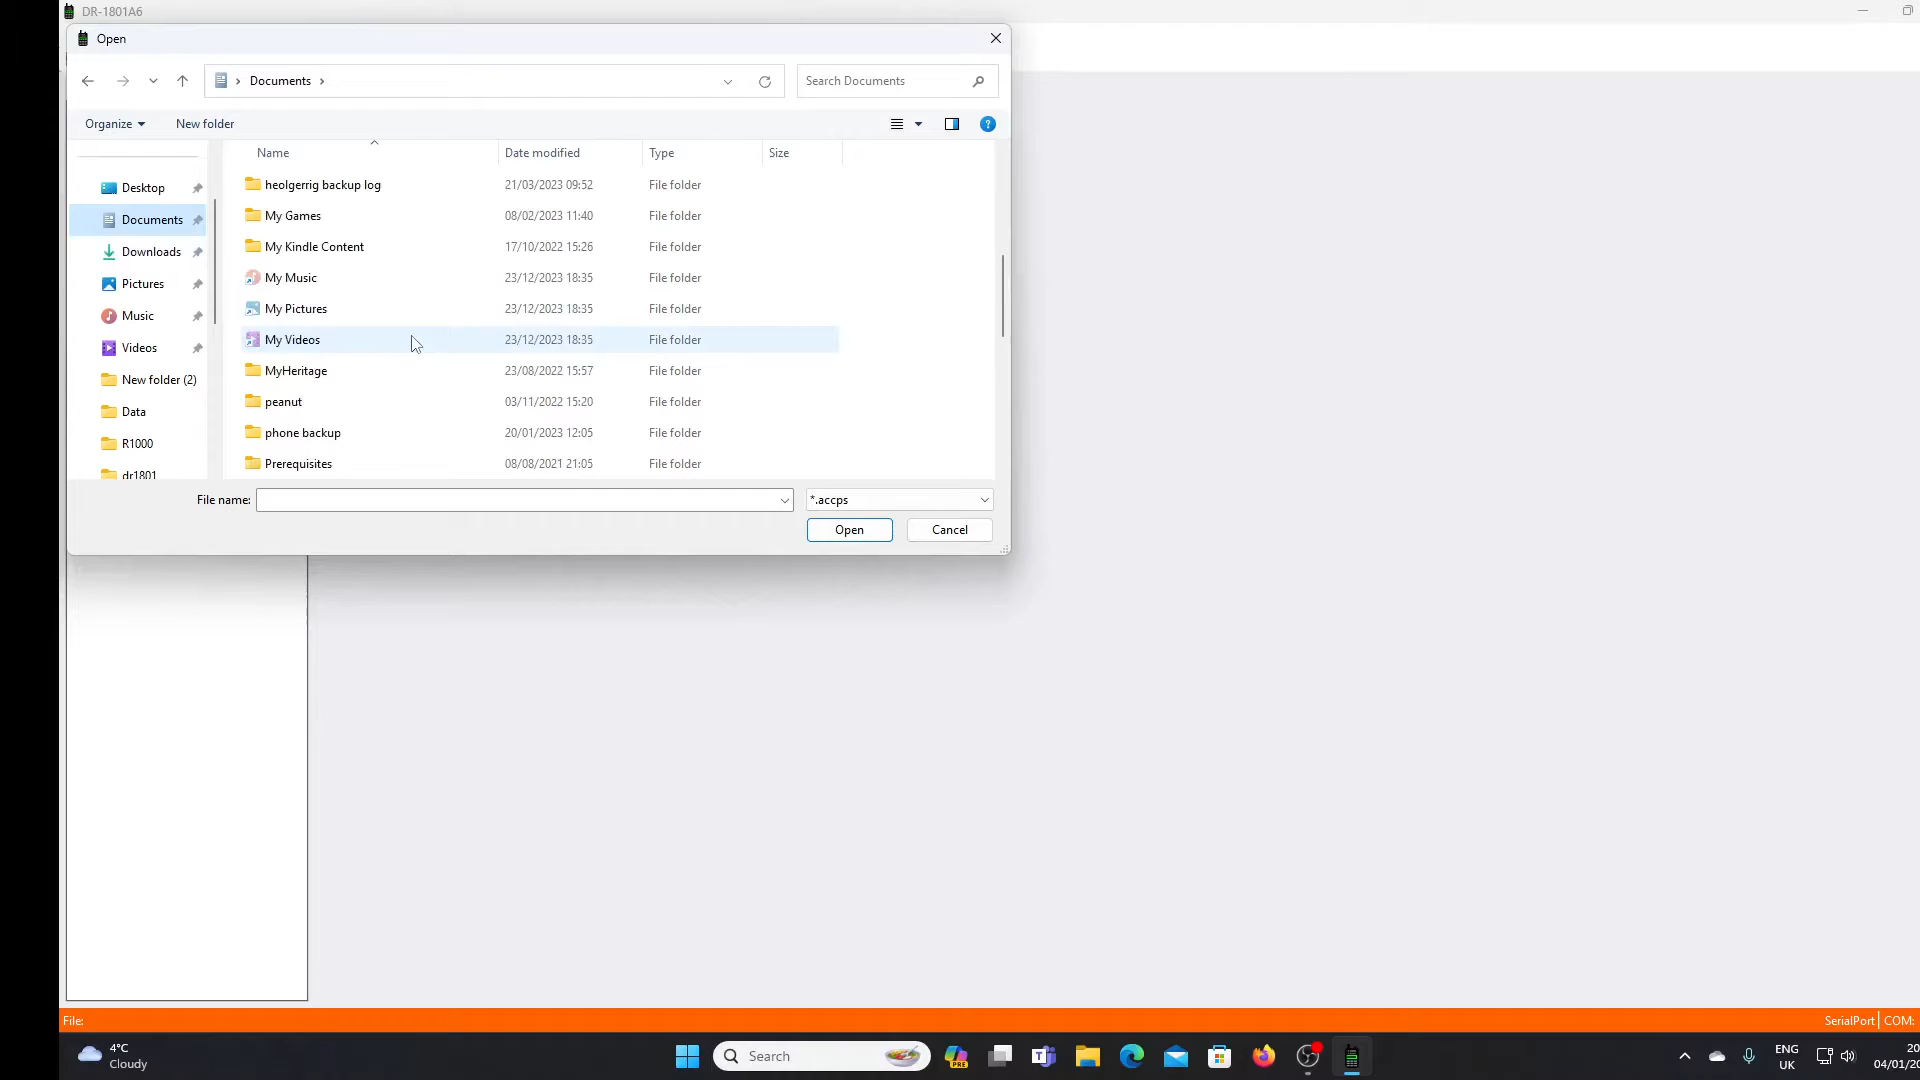 DR-1801A6
Open
Documents
Search Documents
Organize
New folder
Name Date modified Type Size
Desktop
Documents
Downloads
Pictures
Music
Videos
New folder (2)
Data
R1000
dr1801
heolgerrig backup log 21/03/2023 09:52 File folder
My Games 08/02/2023 11:40 File folder
My Kindle Content 17/10/2022 15:26 File folder
My Music 23/12/2023 18:35 File folder
My Pictures 23/12/2023 18:35 File folder
My Videos 23/12/2023 18:35 File folder
MyHeritage 23/08/2022 15:57 File folder
peanut 03/11/2022 15:20 File folder
phone backup 20/01/2023 12:05 File folder
Prerequisites 08/08/2021 21:05 File folder
File name: *.accps
Open Cancel
File: SerialPort COM:
4°C
Cloudy
Search
PRE
ENG
UK
20
04/01/20